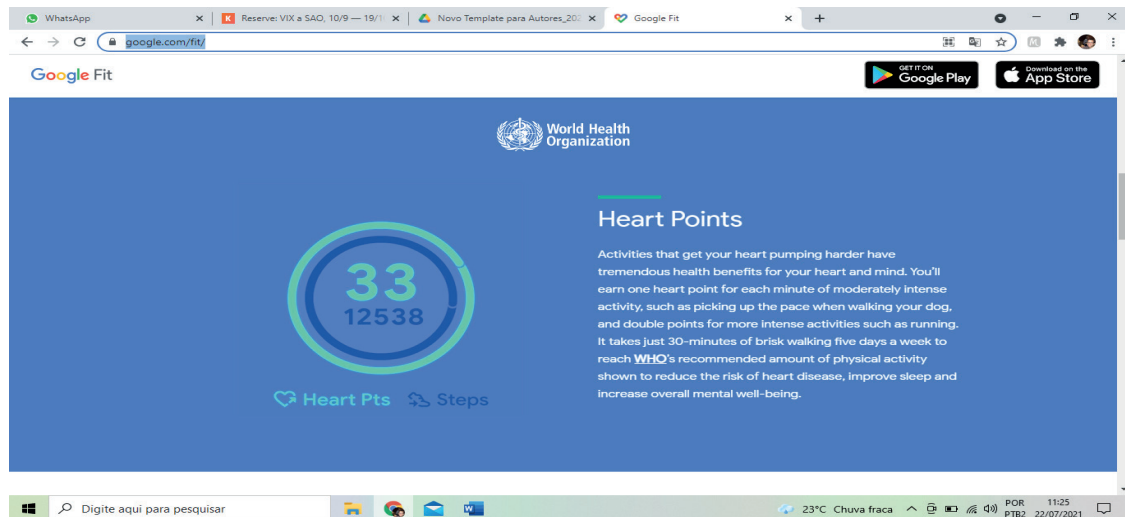 WhatsApp
Reserve: VIX a SAO, 10/9 — 19/1
Novo Template para Autores_202
Google Fit
google.com/fit/
Google Fit
GET IT ON
Google Play
Download on the
App Store
World Health
Organization
33
12538
Heart Pts
Steps
Heart Points
Activities that get your heart pumping harder have
tremendous health benefits for your heart and mind. You'll
earn one heart point for each minute of moderately intense
activity, such as picking up the pace when walking your dog,
and double points for more intense activities such as running.
It takes just 30-minutes of brisk walking five days a week to
reach WHO's recommended amount of physical activity
shown to reduce the risk of heart disease, improve sleep and
increase overall mental well-being.
Digite aqui para pesquisar
23°C Chuva fraca
POR
PTB2
11:25
22/07/2021